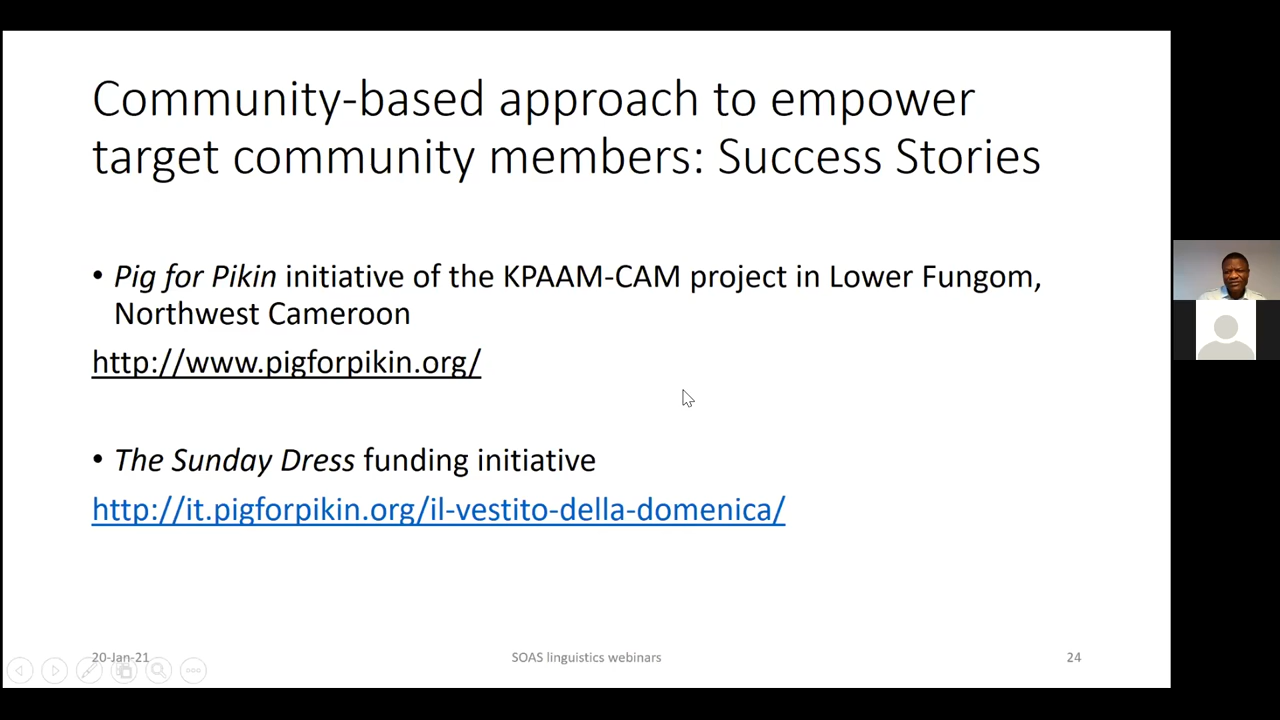 Community-based approach to empower
target community members: Success Stories
• Pig for Pikin initiative of the KPAAM-CAM project in Lower Fungom,
Northwest Cameroon
http://www.pigforpikin.org/
• The Sunday Dress funding initiative
http://it.pigforpikin.org/il-vestito-della-domenica/
20-Jan-21
SOAS linguistics webinars
24